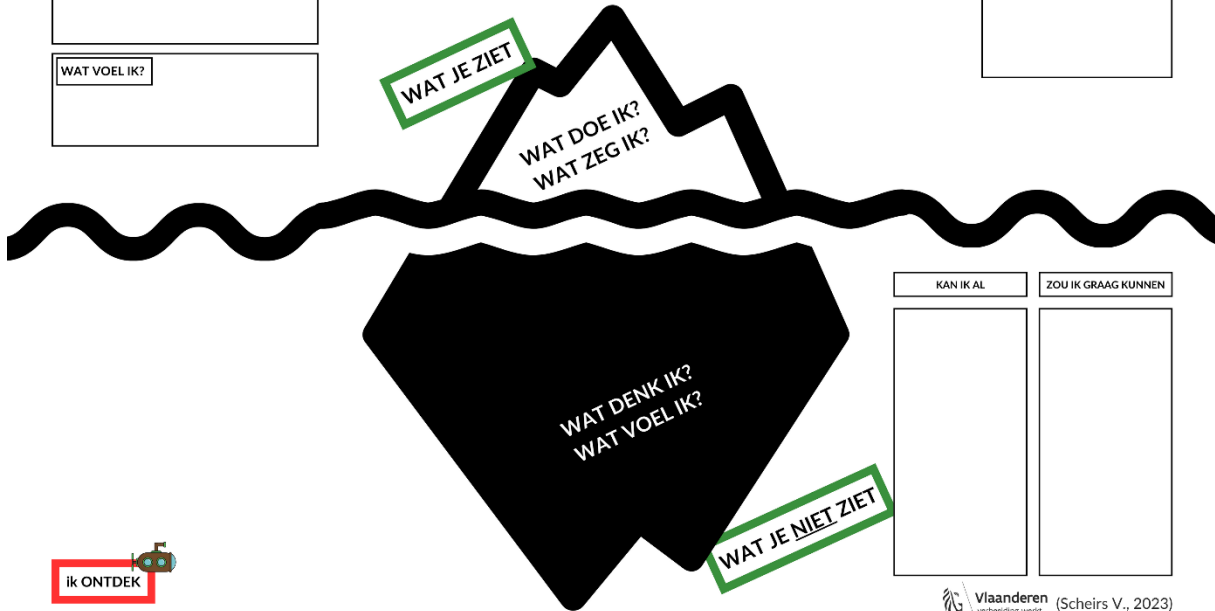 WAT JE ZIET
WAT VOEL IK?
WAT DOE IK?
WAT ZEG IK?
KAN IK AL
ZOU IK GRAAG KUNNEN
WAT DENK IK?
WAT VOEL IK?
WAT JE NIET ZIET
ik ONTDEK
Vlaanderen
(Scheirs V., 2023)